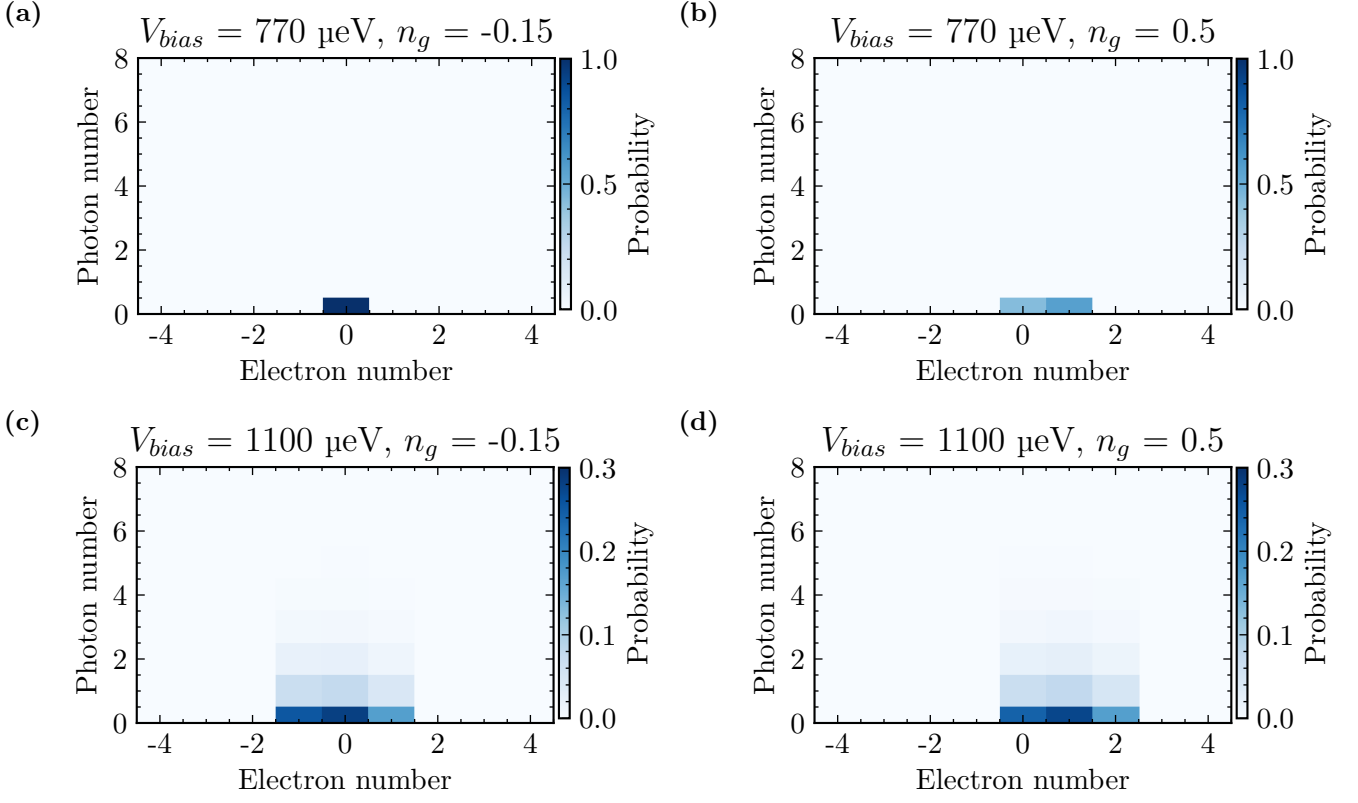 (a)
V_bias = 770 µeV, n_g = -0.15
8
6
4
2
0
Photon number
-4 -2 0 2 4
Electron number
1.0
0.5
0.0
Probability
(b)
V_bias = 770 µeV, n_g = 0.5
8
6
4
2
0
Photon number
-4 -2 0 2 4
Electron number
1.0
0.5
0.0
Probability
(c)
V_bias = 1100 µeV, n_g = -0.15
8
6
4
2
0
Photon number
-4 -2 0 2 4
Electron number
0.3
0.2
0.1
0.0
Probability
(d)
V_bias = 1100 µeV, n_g = 0.5
8
6
4
2
0
Photon number
-4 -2 0 2 4
Electron number
0.3
0.2
0.1
0.0
Probability